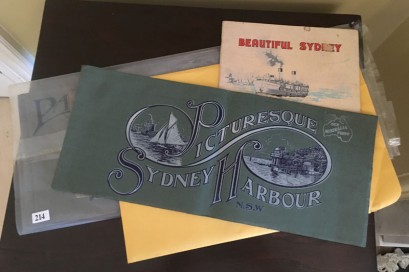 BEAUTIFUL SYDNEY
PICTURESQUE
SYDNEY HARBOUR
N.S.W
214